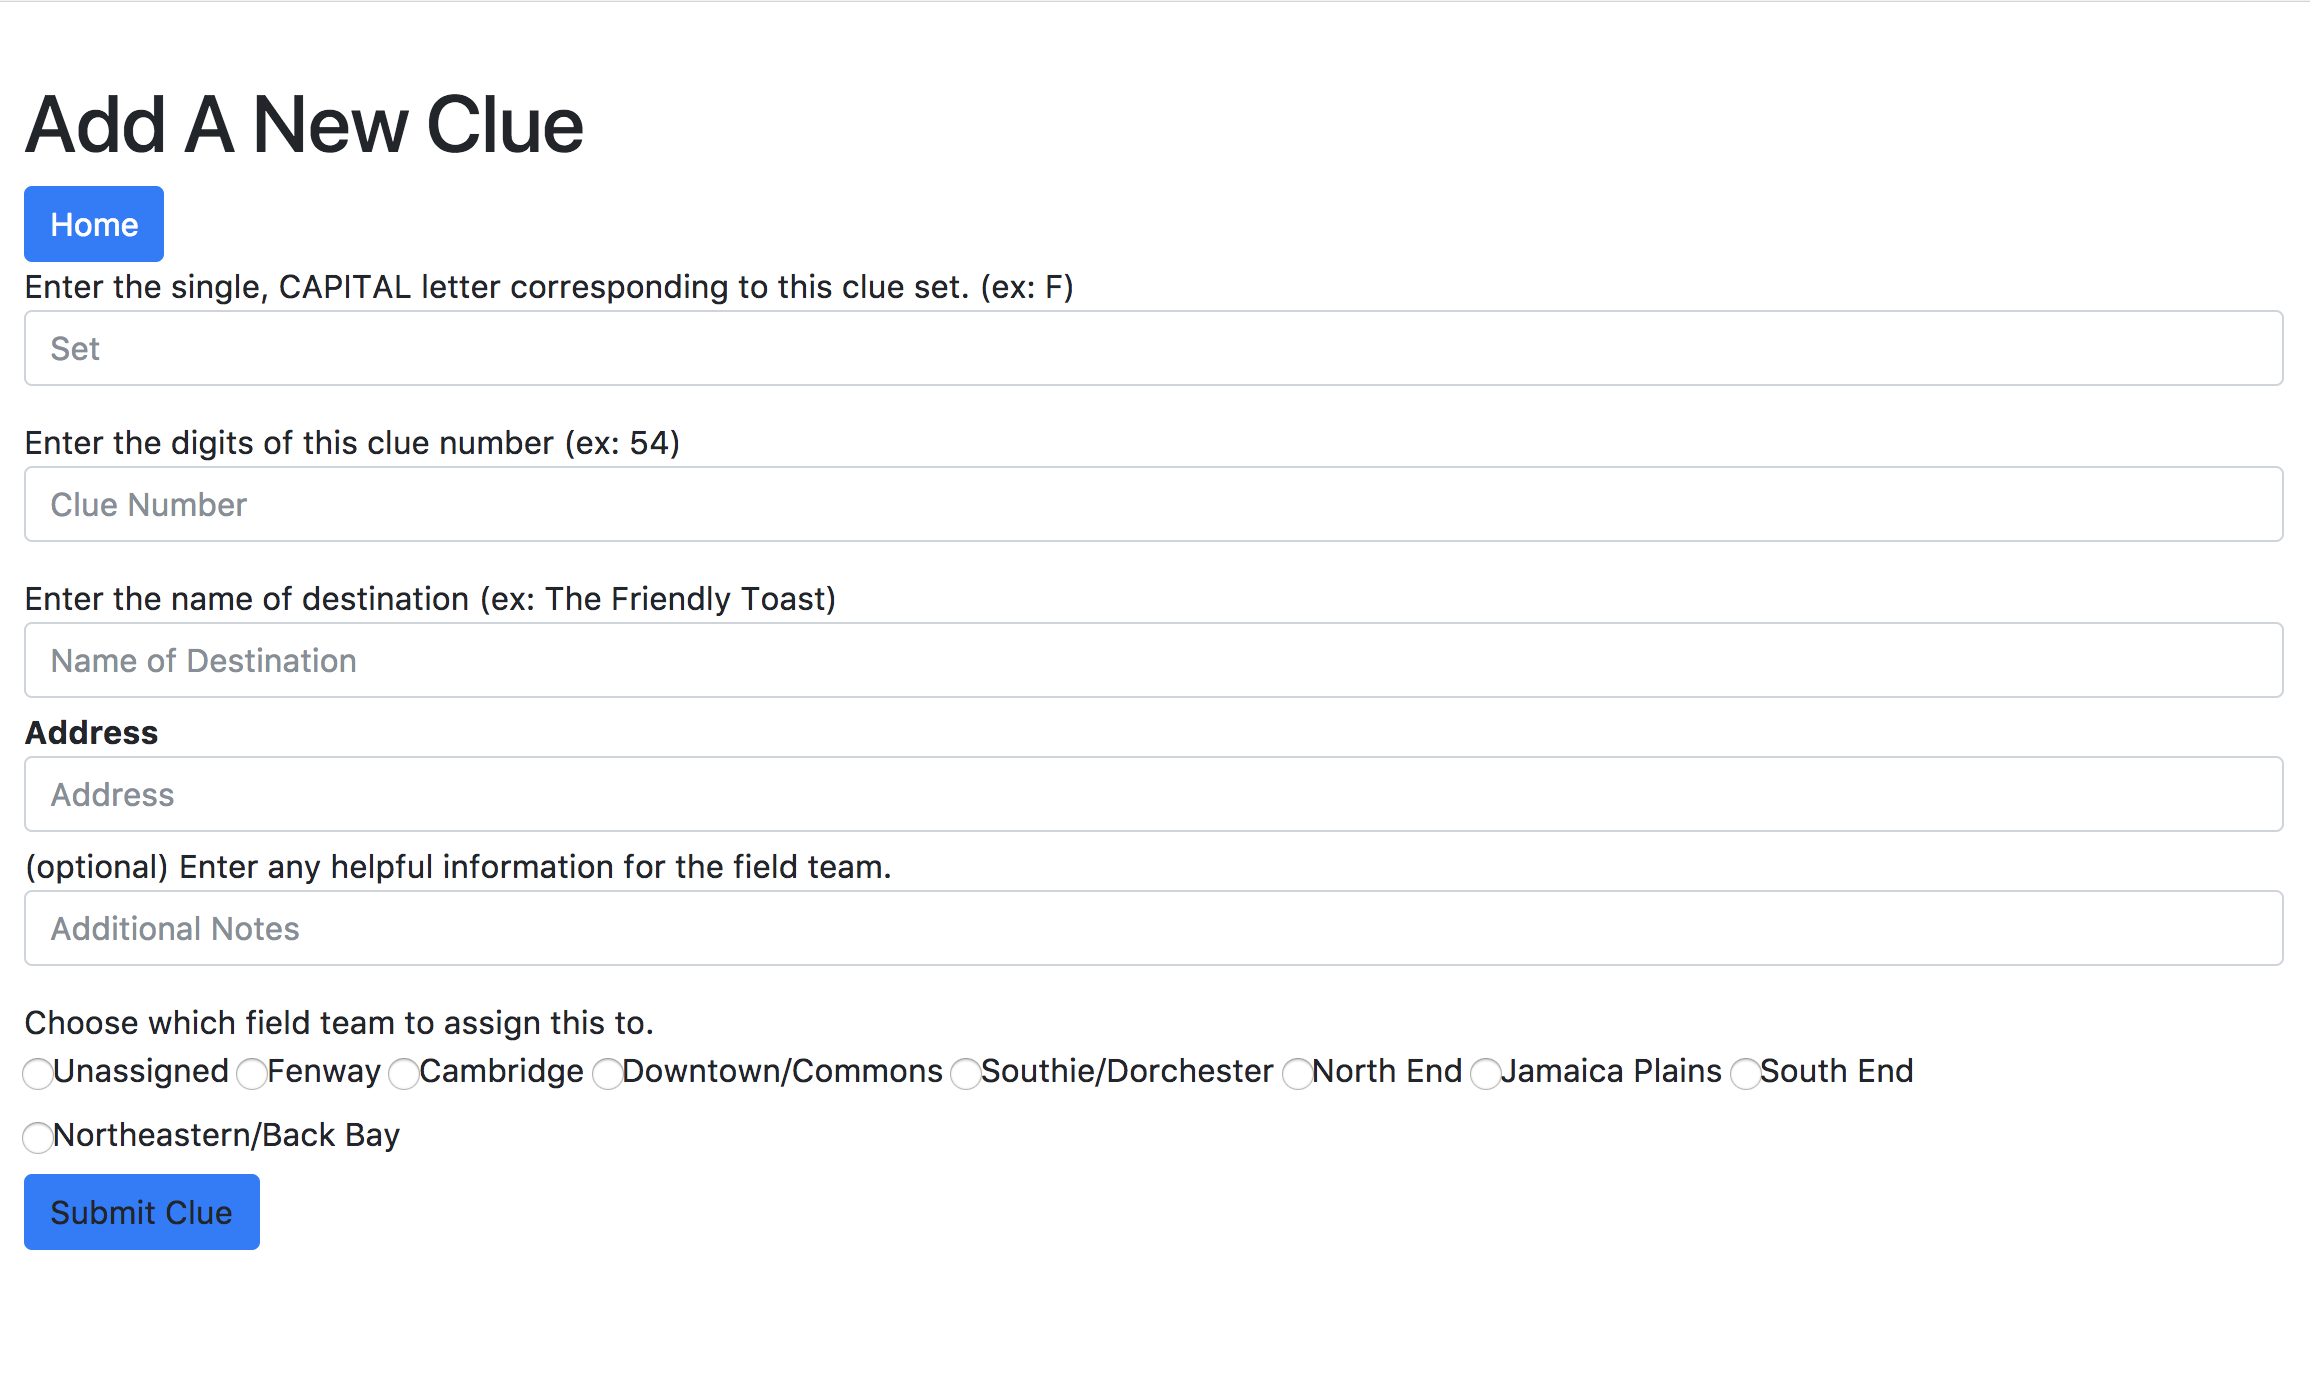 Add A New Clue
Home
Enter the single, CAPITAL letter corresponding to this clue set. (ex: F)
Set
Enter the digits of this clue number (ex: 54)
Clue Number
Enter the name of destination (ex: The Friendly Toast)
Name of Destination
Address
Address
(optional) Enter any helpful information for the field team.
Additional Notes
Choose which field team to assign this to.
Unassigned Fenway Cambridge Downtown/Commons Southie/Dorchester North End Jamaica Plains South End
Northeastern/Back Bay
Submit Clue